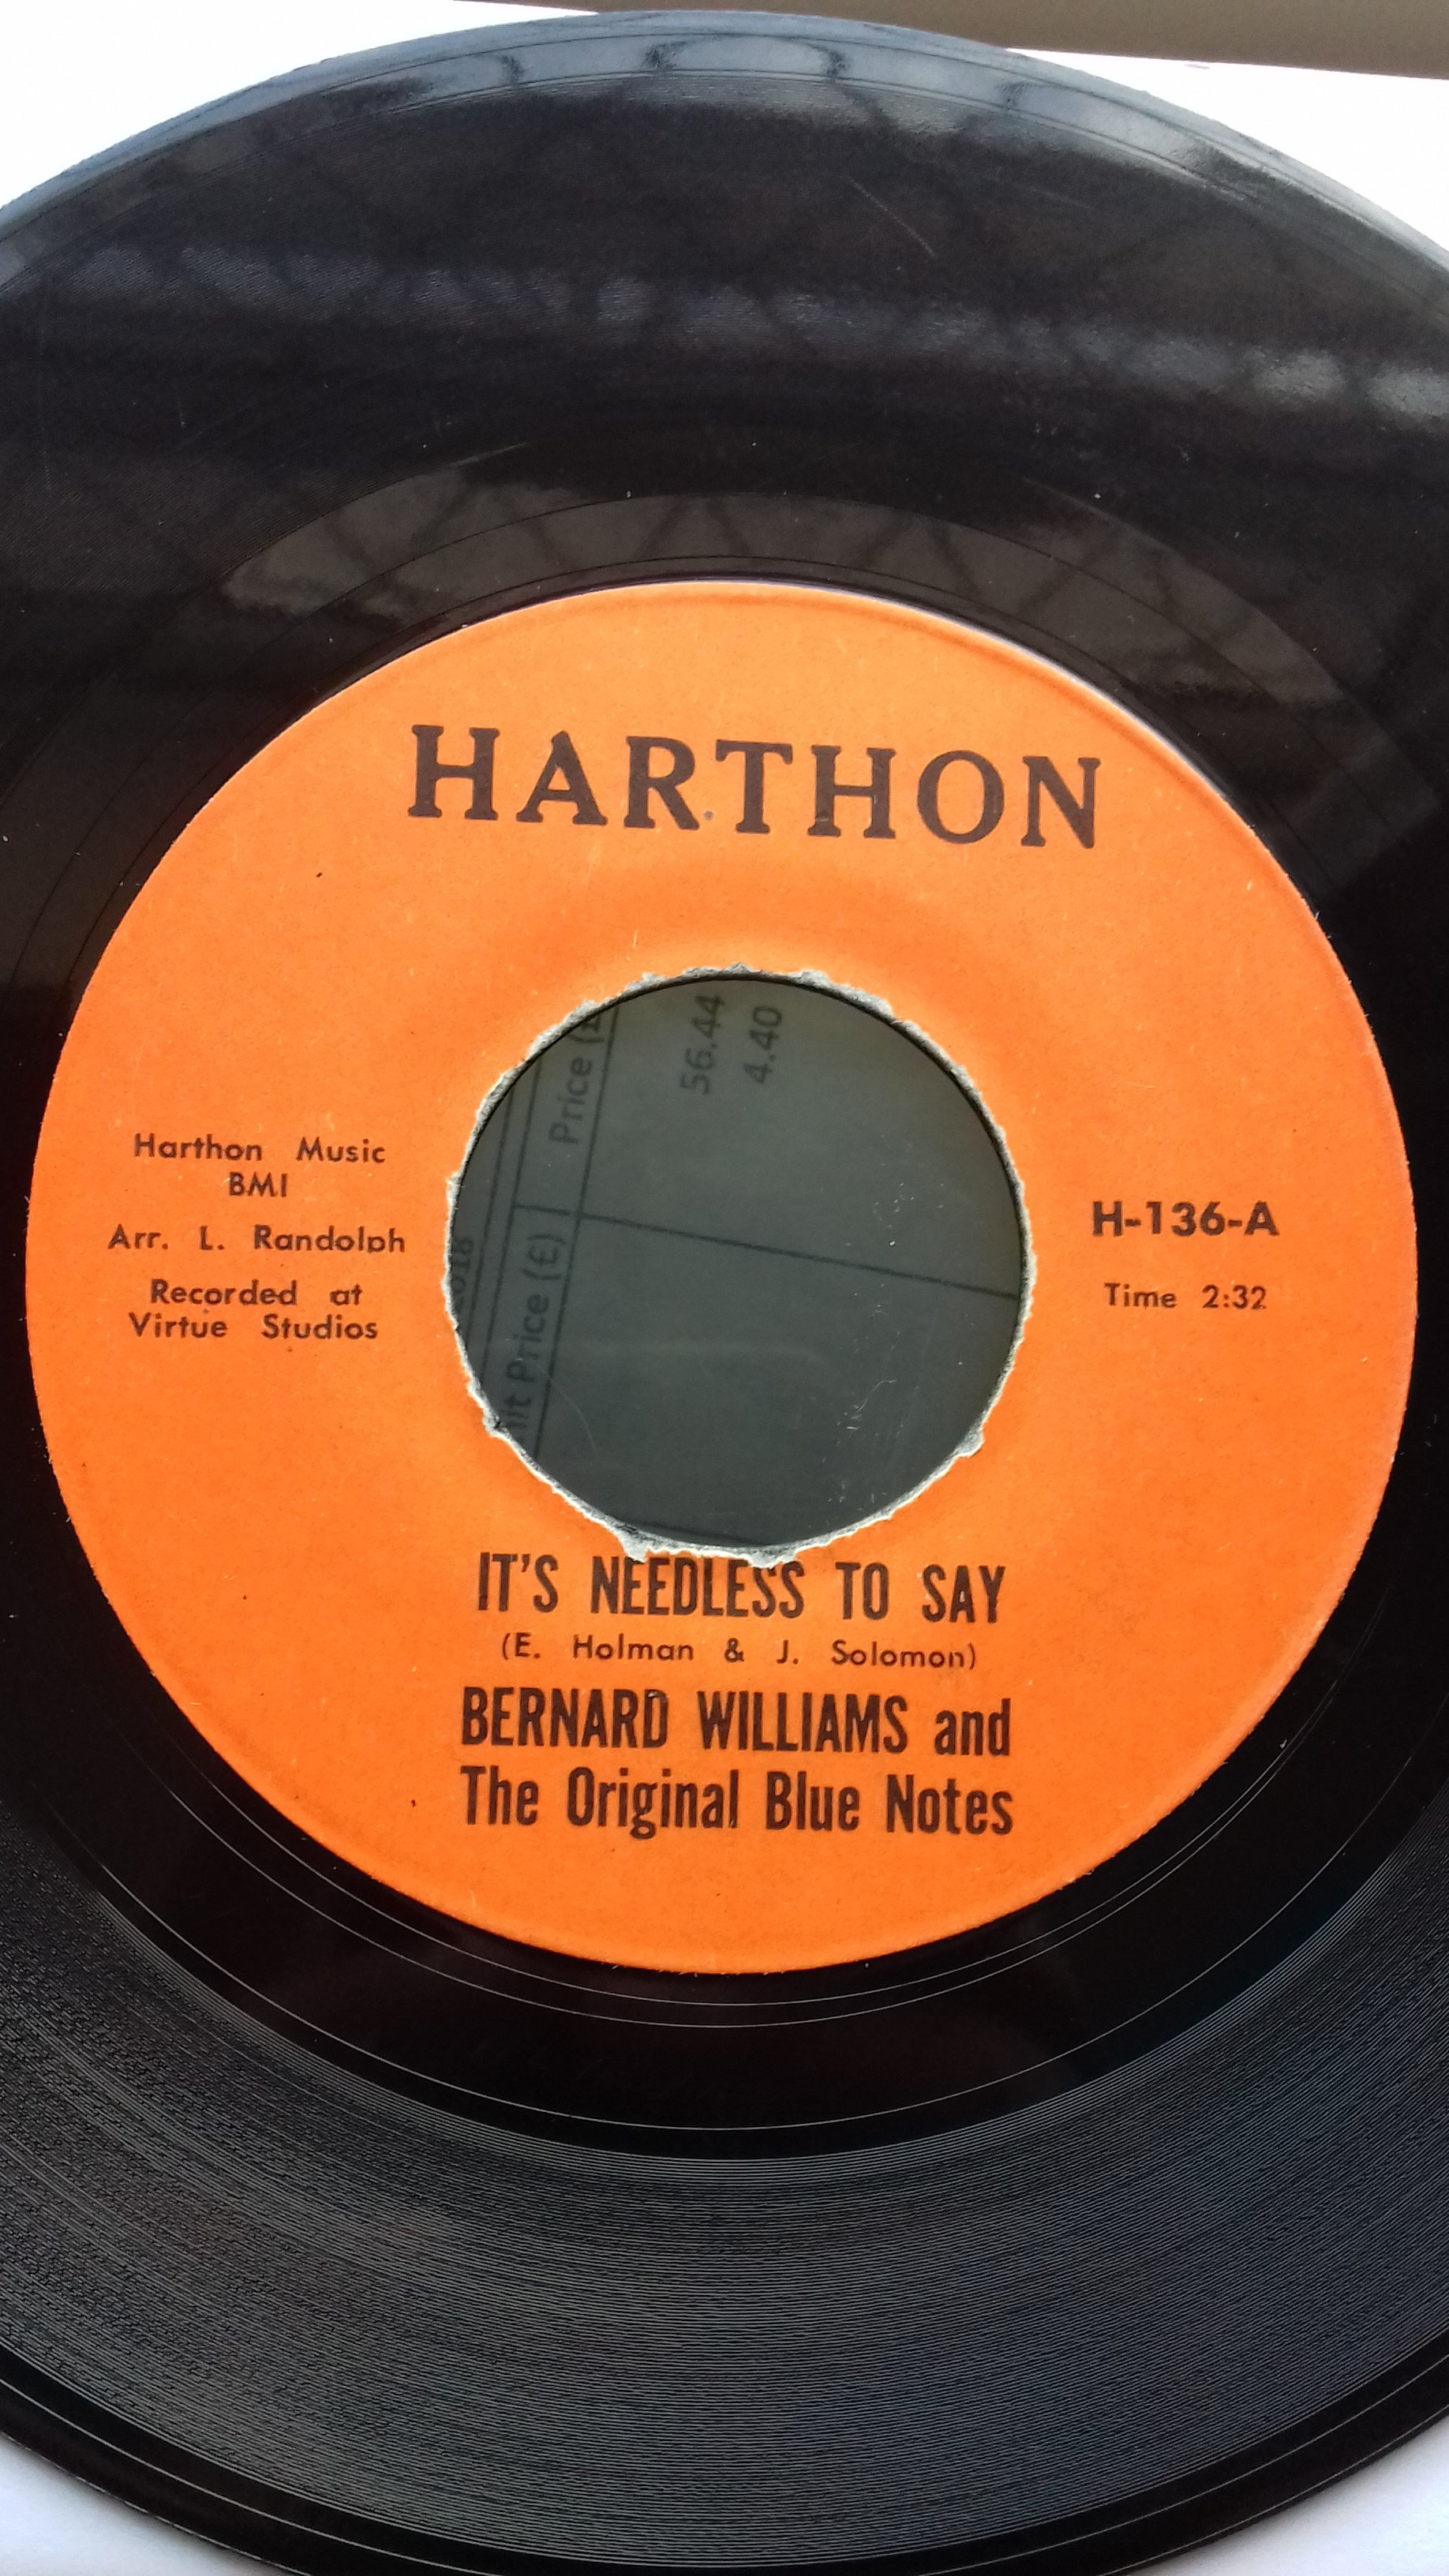 HARTHON
Harthon Music
BMI
Arr. L. Randolph
Recorded at
Virtue Studios
H-136-A
Time 2:32
Price
56.44
4.40
Price (£)
IT'S NEEDLESS TO SAY
(E. Holman & J. Solomon)
BERNARD WILLIAMS and
The Original Blue Notes